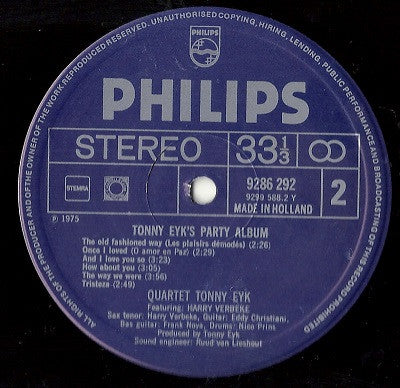 ALL RIGHTS OF THE PRODUCER AND OF THE OWNER OF THE WORK REPRODUCED RESERVED. UNAUTHORISED COPYING, HIRING, LENDING, PUBLIC PERFORMANCE AND BROADCASTING OF THIS RECORD PROHIBITED
PHILIPS
PHILIPS
STEREO 33 1/3 ∞
STEMRA
9286 292
9299 588.2 Y
MADE IN HOLLAND
2
℗ 1975
TONNY EYK'S PARTY ALBUM
The old fashioned way (Les plaisirs démodés) (2:26)
Once I loved (O amor en Paz) (2:29)
And I love you so (3:23)
How about you (3:05)
The way we were (3:56)
Tristeza (2:49)
QUARTET TONNY EYK
Featuring: HARRY VERBEKE
Sax tenor: Harry Verbeke, Guitar: Eddy Christiani,
Bas guitar: Frank Noya, Drums: Nico Prins
Produced by Tonny Eyk
Sound engineer: Ruud van Lieshout